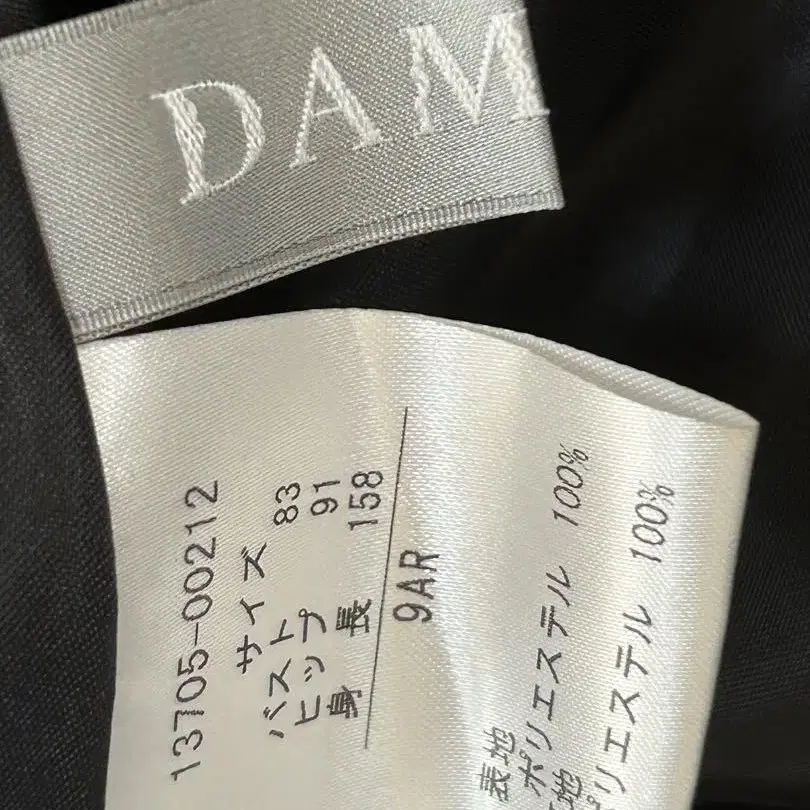 DAM
13705-00212
サイズ
バスト 83
ヒップ 91
身長 158
9AR
表地
ポリエステル 100%
地
ポリエステル 100%